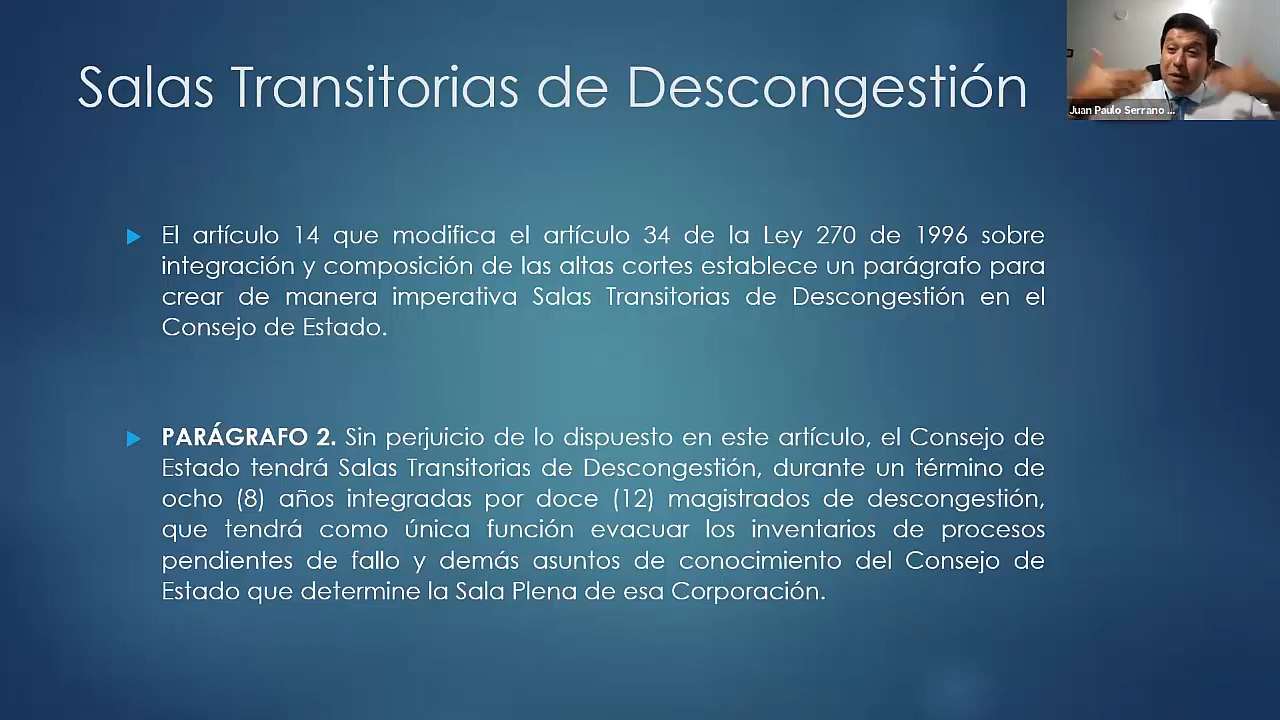 Salas Transitorias de Descongestión
Juan Paulo Serrano ...
El artículo 14 que modifica el artículo 34 de la Ley 270 de 1996 sobre
integración y composición de las altas cortes establece un parágrafo para
crear de manera imperativa Salas Transitorias de Descongestión en el
Consejo de Estado.
PARÁGRAFO 2. Sin perjuicio de lo dispuesto en este artículo, el Consejo de
Estado tendrá Salas Transitorias de Descongestión, durante un término de
ocho (8) años integradas por doce (12) magistrados de descongestión,
que tendrá como única función evacuar los inventarios de procesos
pendientes de fallo y demás asuntos de conocimiento del Consejo de
Estado que determine la Sala Plena de esa Corporación.